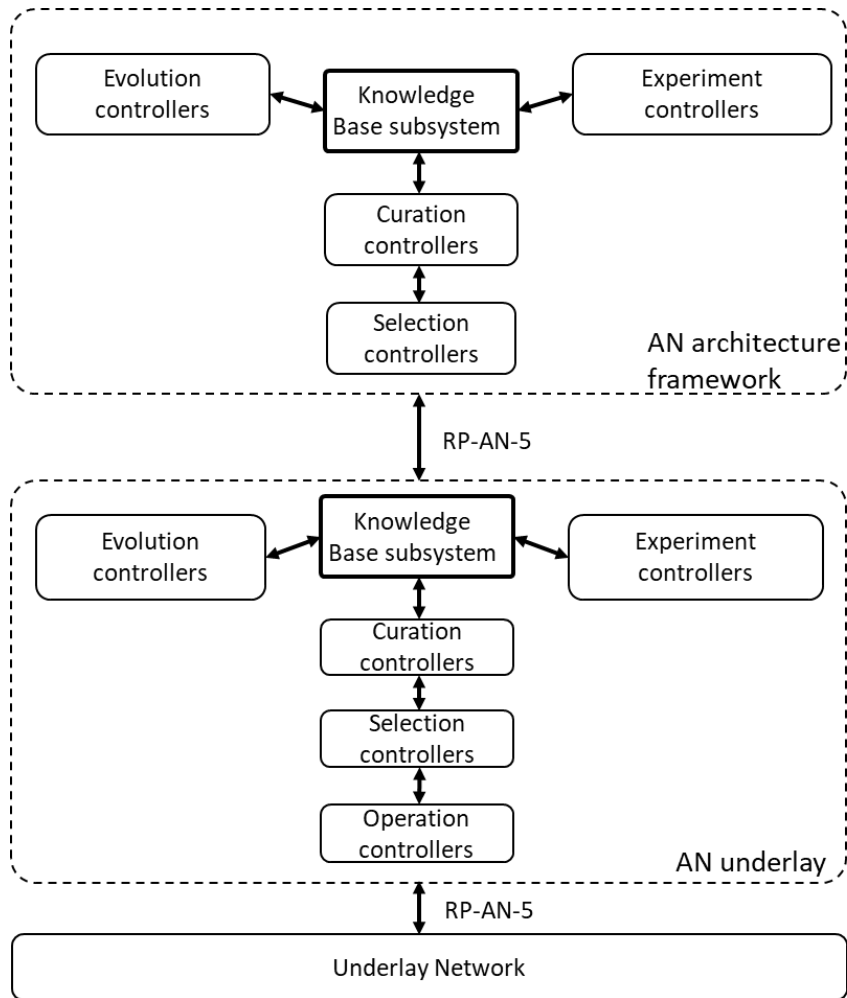 Evolution
controllers
Knowledge
Base subsystem
Experiment
controllers
Curation
controllers
Selection
controllers
AN architecture
framework
RP-AN-5
Evolution
controllers
Knowledge
Base subsystem
Experiment
controllers
Curation
controllers
Selection
controllers
Operation
controllers
AN underlay
RP-AN-5
Underlay Network